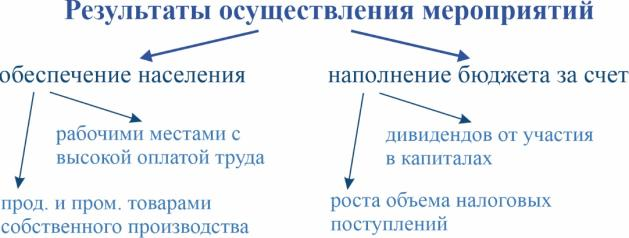 Результаты осуществления мероприятий
обеспечение населения
наполнение бюджета за счет
рабочими местами с
высокой оплатой труда
дивидендов от участия
в капиталах
прод. и пром. товарами
собственного производства
роста объема налоговых
поступлений